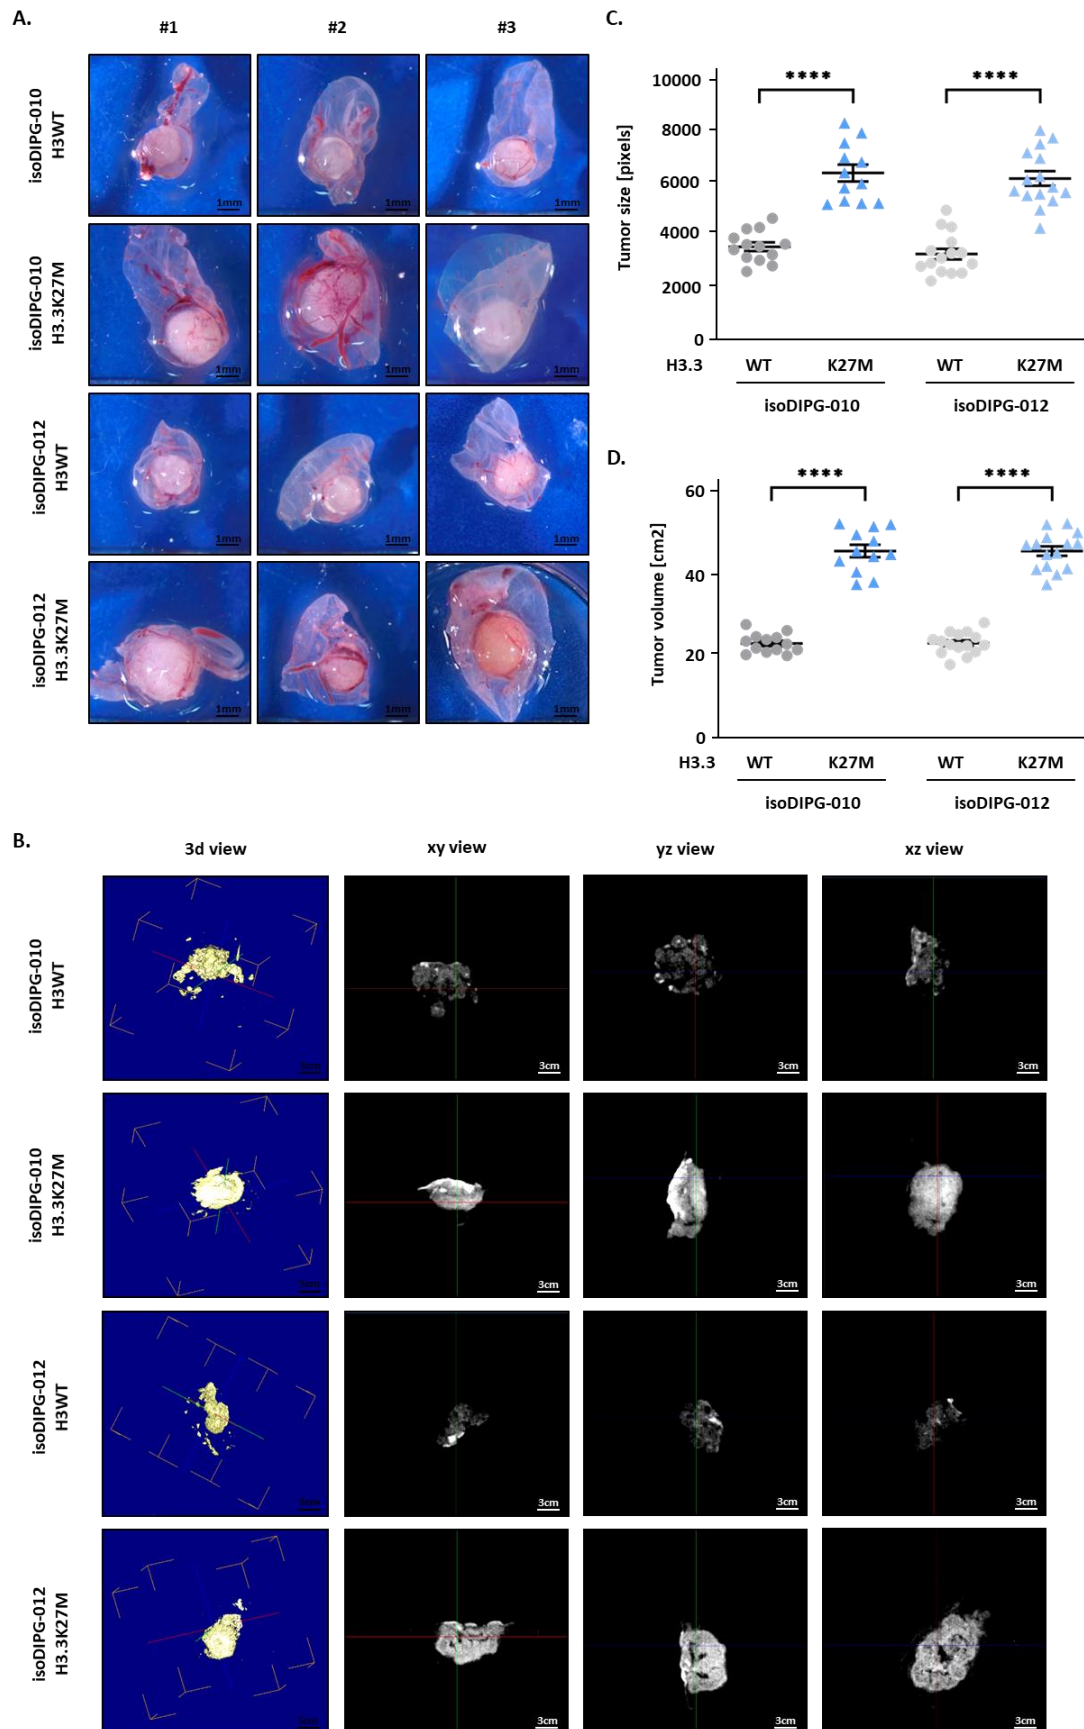 A.
#1 #2 #3
isoDIPG-010
H3WT
1mm 1mm 1mm
isoDIPG-010
H3.3K27M
1mm 1mm 1mm
isoDIPG-012
H3WT
1mm 1mm 1mm
isoDIPG-012
H3.3K27M
1mm 1mm 1mm
C.
Tumor size [pixels]
10000
8000
6000
4000
2000
0
**** ****
H3.3 WT K27M WT K27M
isoDIPG-010 isoDIPG-012
D.
Tumor volume [cm2]
60
40
20
0
**** ****
H3.3 WT K27M WT K27M
isoDIPG-010 isoDIPG-012
B.
3d view xy view yz view xz view
isoDIPG-010
H3WT
3cm 3cm 3cm 3cm
isoDIPG-010
H3.3K27M
3cm 3cm 3cm 3cm
isoDIPG-012
H3WT
3cm 3cm 3cm 3cm
isoDIPG-012
H3.3K27M
3cm 3cm 3cm 3cm